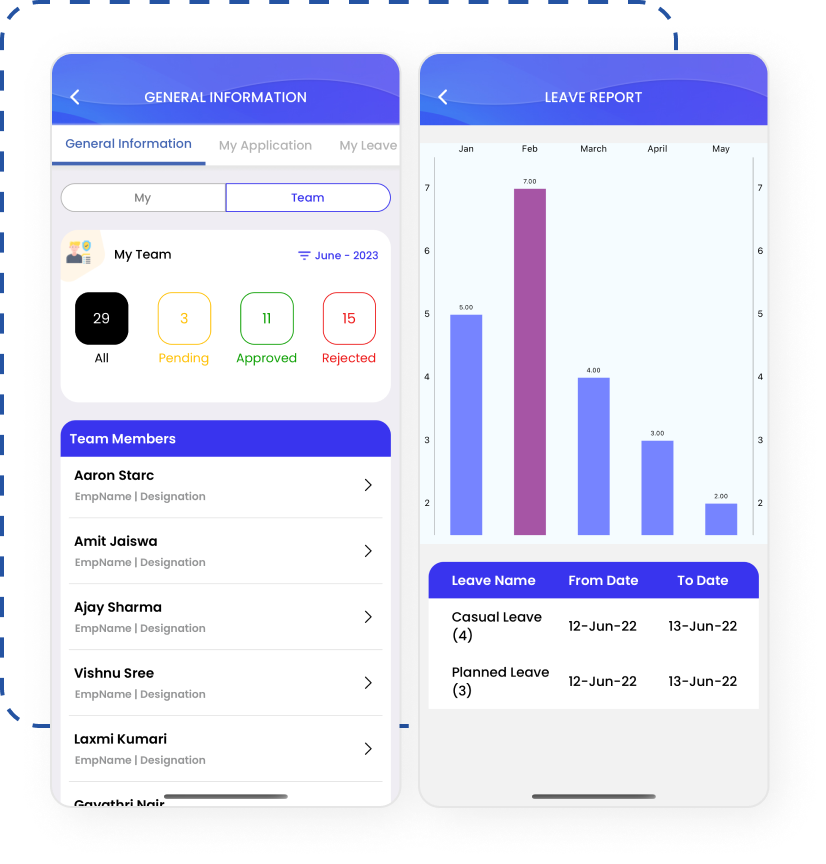 GENERAL INFORMATION
General Information My Application My Leave
My Team
My Team June - 2023
29 3 11 15
All Pending Approved Rejected
Team Members
Aaron Starc
EmpName | Designation
Amit Jaiswa
EmpName | Designation
Ajay Sharma
EmpName | Designation
Vishnu Sree
EmpName | Designation
Laxmi Kumari
EmpName | Designation
Gayathri Nair
LEAVE REPORT
Jan Feb March April May
7.00
7 7
6 6
5.00
5 5
4.00
4 4
3.00
3 3
2.00
2 2
Leave Name From Date To Date
Casual Leave
(4) 12-Jun-22 13-Jun-22
Planned Leave
(3) 12-Jun-22 13-Jun-22